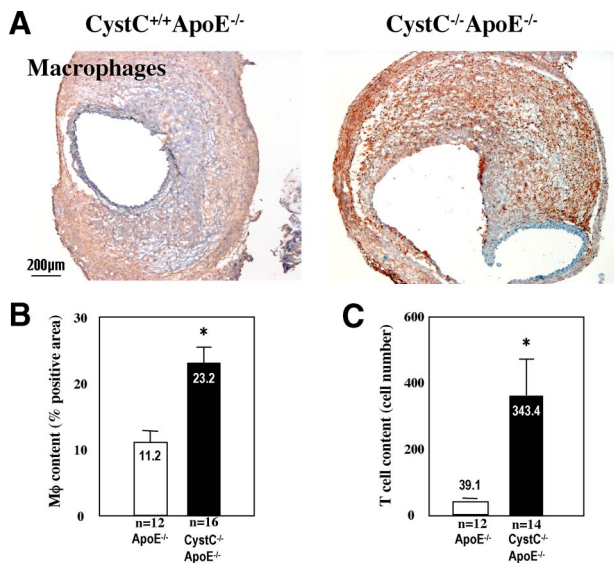 A
CystC+/+ApoE-/-
CystC-/-ApoE-/-
Macrophages
200μm
B
Mϕ content (% positive area)
30
20
10
0
11.2
*
23.2
n=12
ApoE-/-
n=16
CystC-/-
ApoE-/-
C
T cell content (cell number)
600
400
200
0
39.1
*
343.4
n=12
ApoE-/-
n=14
CystC-/-
ApoE-/-